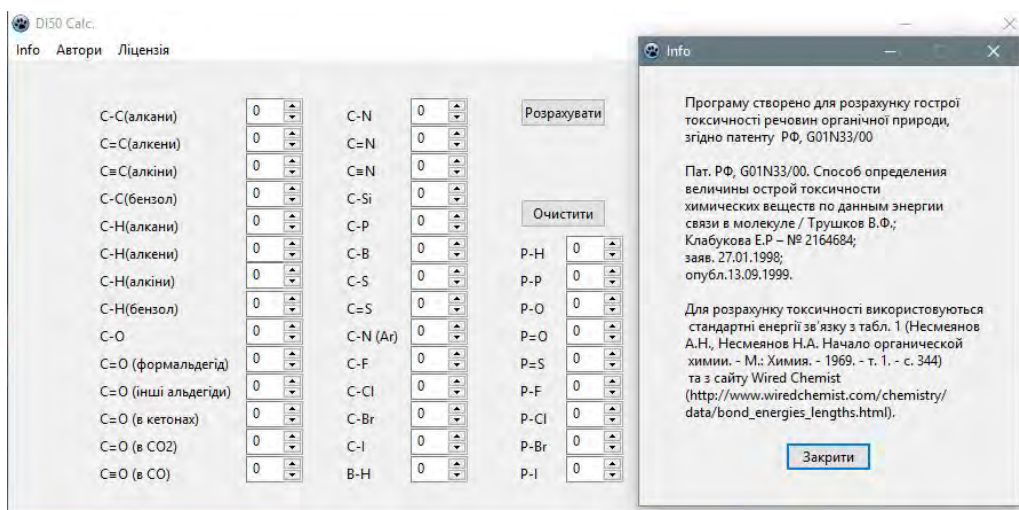 DI50 Calc.
Info Автори Ліцензія
C-C(алкани) 0
C=C(алкени) 0
C≡C(алкіни) 0
C-C(бензол) 0
C-H(алкани) 0
C-H(алкени) 0
C-H(алкіни) 0
C-H(бензол) 0
C-O 0
C=O (формальдегід) 0
C=O (інші альдегіди) 0
C=O (в кетонах) 0
C=O (в CO2) 0
C≡O (в CO) 0
C-N 0
C=N 0
C≡N 0
C-Si 0
C-P 0
C-B 0
C-S 0
C=S 0
C-N (Ar) 0
C-F 0
C-Cl 0
C-Br 0
C-I 0
B-H 0
Розрахувати
Очистити
P-H 0
P-P 0
P-O 0
P=O 0
P=S 0
P-F 0
P-Cl 0
P-Br 0
P-I 0
Info
Програму створено для розрахунку гострої
токсичності речовин органічної природи,
згідно патенту РФ, G01N33/00
Пат. РФ, G01N33/00. Способ определения
величины острой токсичности
химических веществ по данным энергии
связи в молекуле / Трушков В.Ф.;
Клабукова Е.Р – № 2164684;
заяв. 27.01.1998;
опубл.13.09.1999.
Для розрахунку токсичності використовуються
стандартні енергії зв'язку з табл. 1 (Несмеянов
А.Н., Несмеянов Н.А. Начало органической
химии. - М.: Химия. - 1969. - т. 1. - с. 344)
та з сайту Wired Chemist
(http://www.wiredchemist.com/chemistry/
data/bond_energies_lengths.html).
Закрити